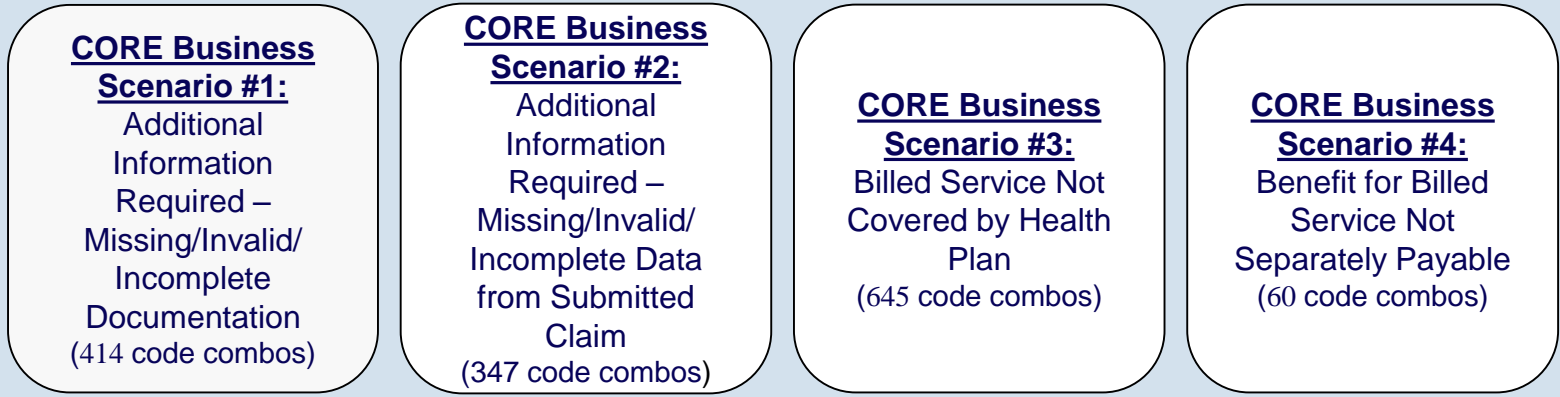 CORE Business
Scenario #1:
Additional
Information
Required –
Missing/Invalid/
Incomplete
Documentation
(414 code combos)
CORE Business
Scenario #2:
Additional
Information
Required –
Missing/Invalid/
Incomplete Data
from Submitted
Claim
(347 code combos)
CORE Business
Scenario #3:
Billed Service Not
Covered by Health
Plan
(645 code combos)
CORE Business
Scenario #4:
Benefit for Billed
Service Not
Separately Payable
(60 code combos)